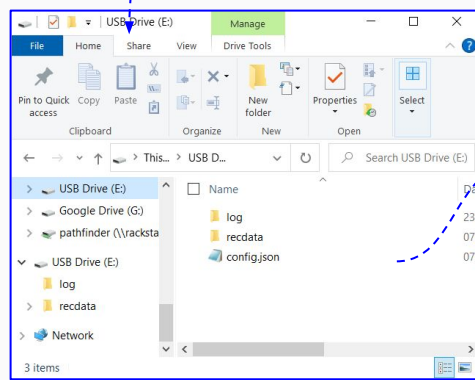 USB Drive (E:)
Manage
File
Home
Share
View
Drive Tools
Pin to Quick access
Copy
Paste
New folder
Properties
Select
Clipboard
Organize
New
Open
This... > USB D...
Search USB Drive (E:)
USB Drive (E:)
Google Drive (G:)
pathfinder (\\racksta
USB Drive (E:)
log
recdata
Network
Name
Da
log
23
recdata
07
config.json
07
3 items